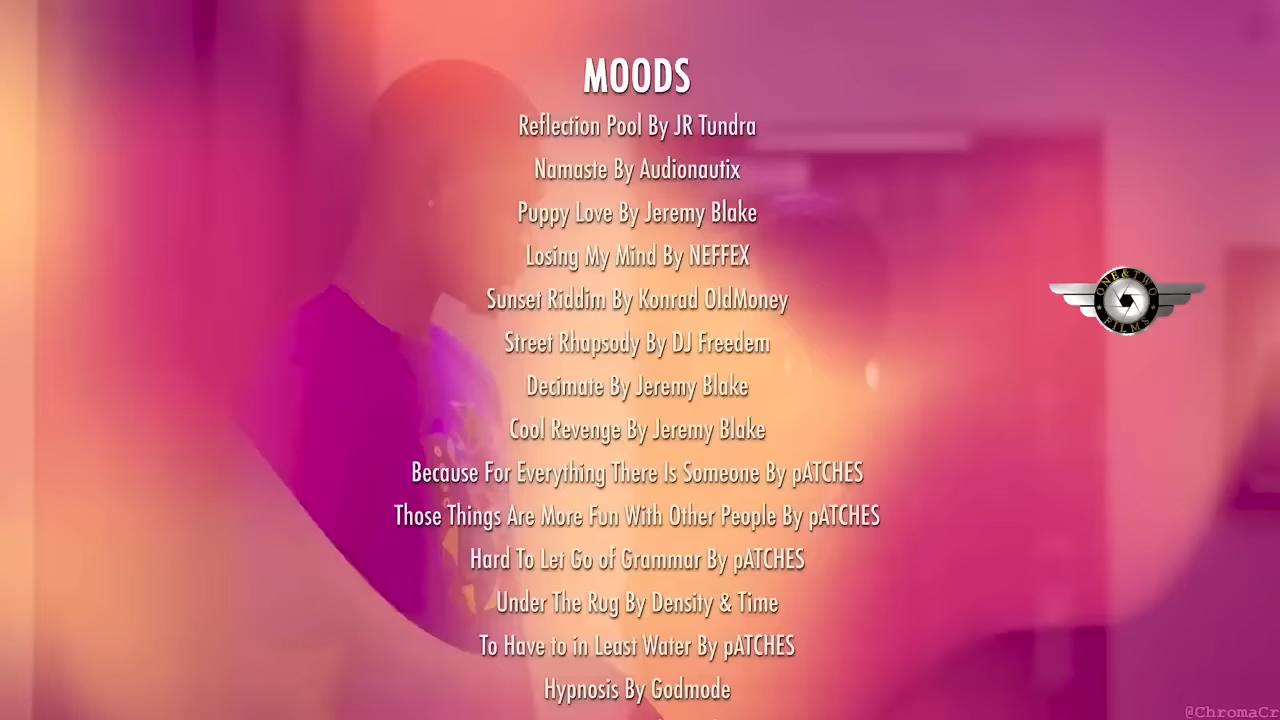 MOODS
Reflection Pool By JR Tundra
Namaste By Audionautix
Puppy Love By Jeremy Blake
Losing My Mind By NEFFEX
Sunset Riddim By Konrad OldMoney
Street Rhapsody By DJ Freedem
Decimate By Jeremy Blake
Cool Revenge By Jeremy Blake
Because For Everything There Is Someone By pATCHES
Those Things Are More Fun With Other People By pATCHES
Hard To Let Go of Grammar By pATCHES
Under The Rug By Density & Time
To Have to in Least Water By pATCHES
Hypnosis By Godmode
ONE&TWO
FILMS
@ChromaCr